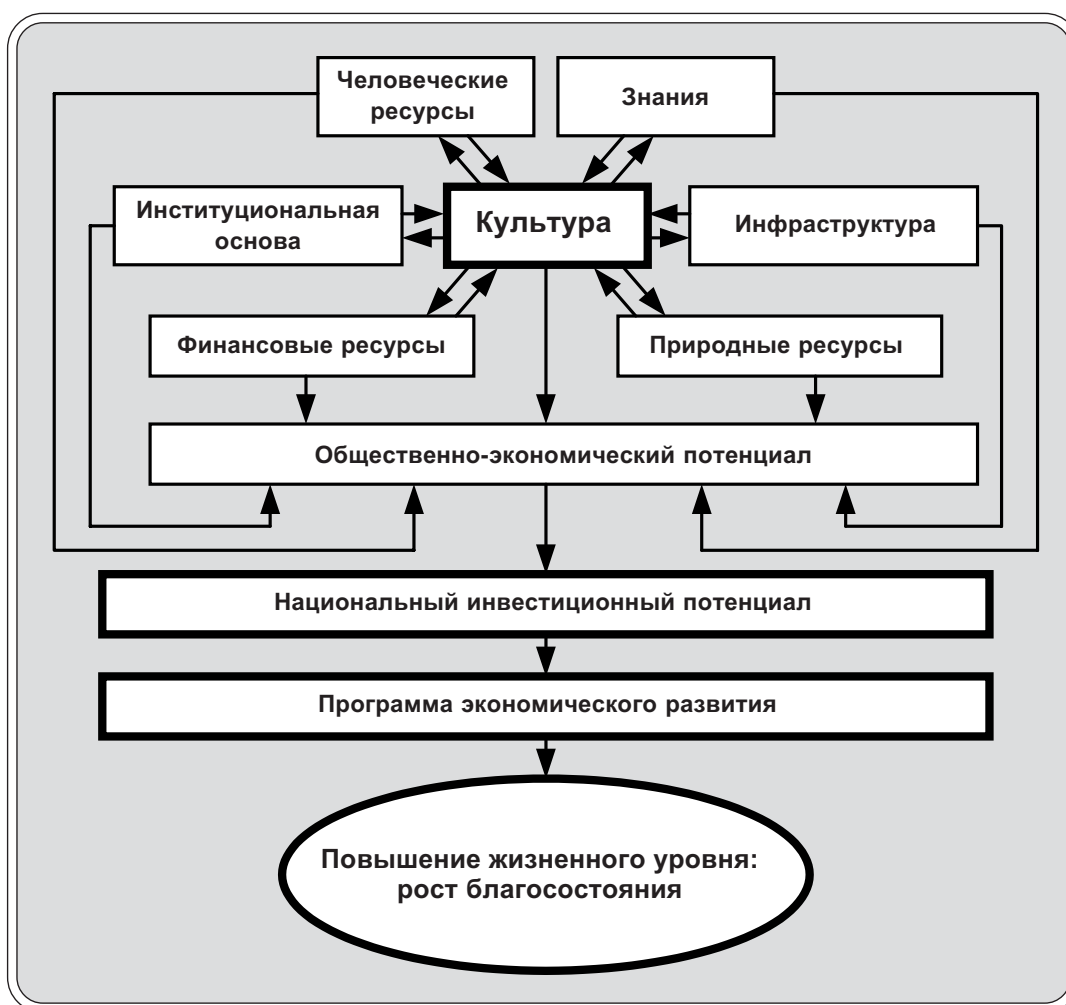 Человеческие
ресурсы
Знания
Институциональная
основа
Культура
Инфраструктура
Финансовые ресурсы
Природные ресурсы
Общественно-экономический потенциал
Национальный инвестиционный потенциал
Программа экономического развития
Повышение жизненного уровня:
рост благосостояния